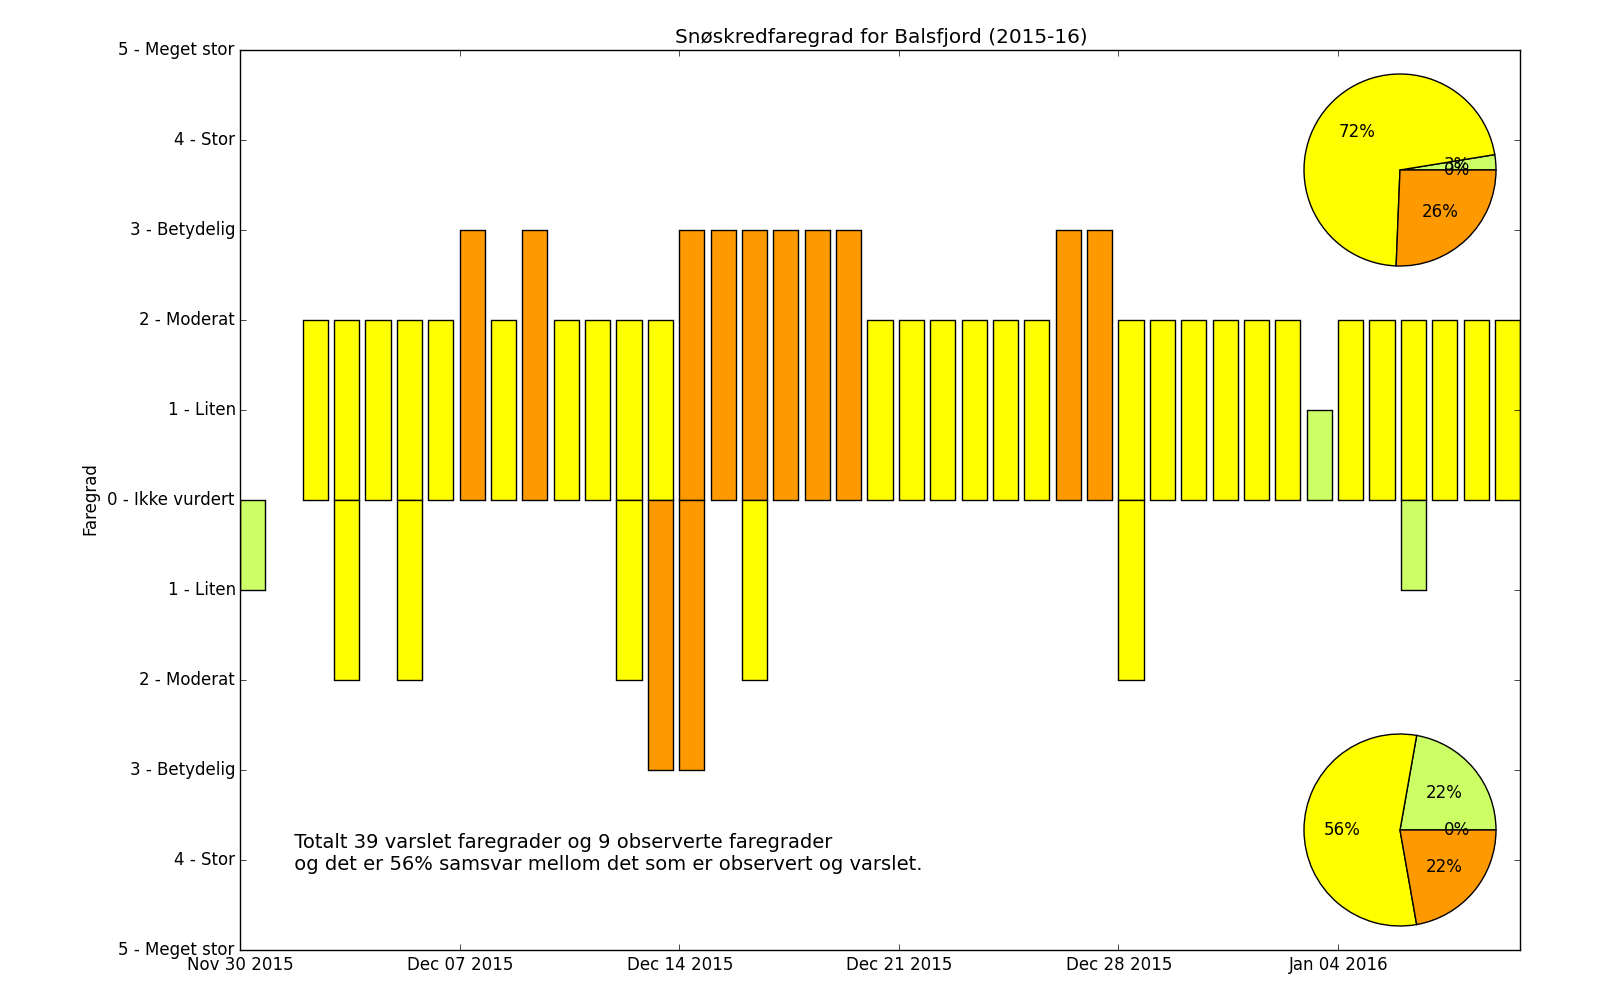 Snøskredfaregrad for Balsfjord (2015-16)
5 - Meget stor
4 - Stor
3 - Betydelig
2 - Moderat
1 - Liten
0 - Ikke vurdert
1 - Liten
2 - Moderat
3 - Betydelig
4 - Stor
5 - Meget stor
Faregrad
72%
3%
0%
26%
22%
56%
0%
22%
Totalt 39 varslet faregrader og 9 observerte faregrader
og det er 56% samsvar mellom det som er observert og varslet.
Nov 30 2015 Dec 07 2015 Dec 14 2015 Dec 21 2015 Dec 28 2015 Jan 04 2016